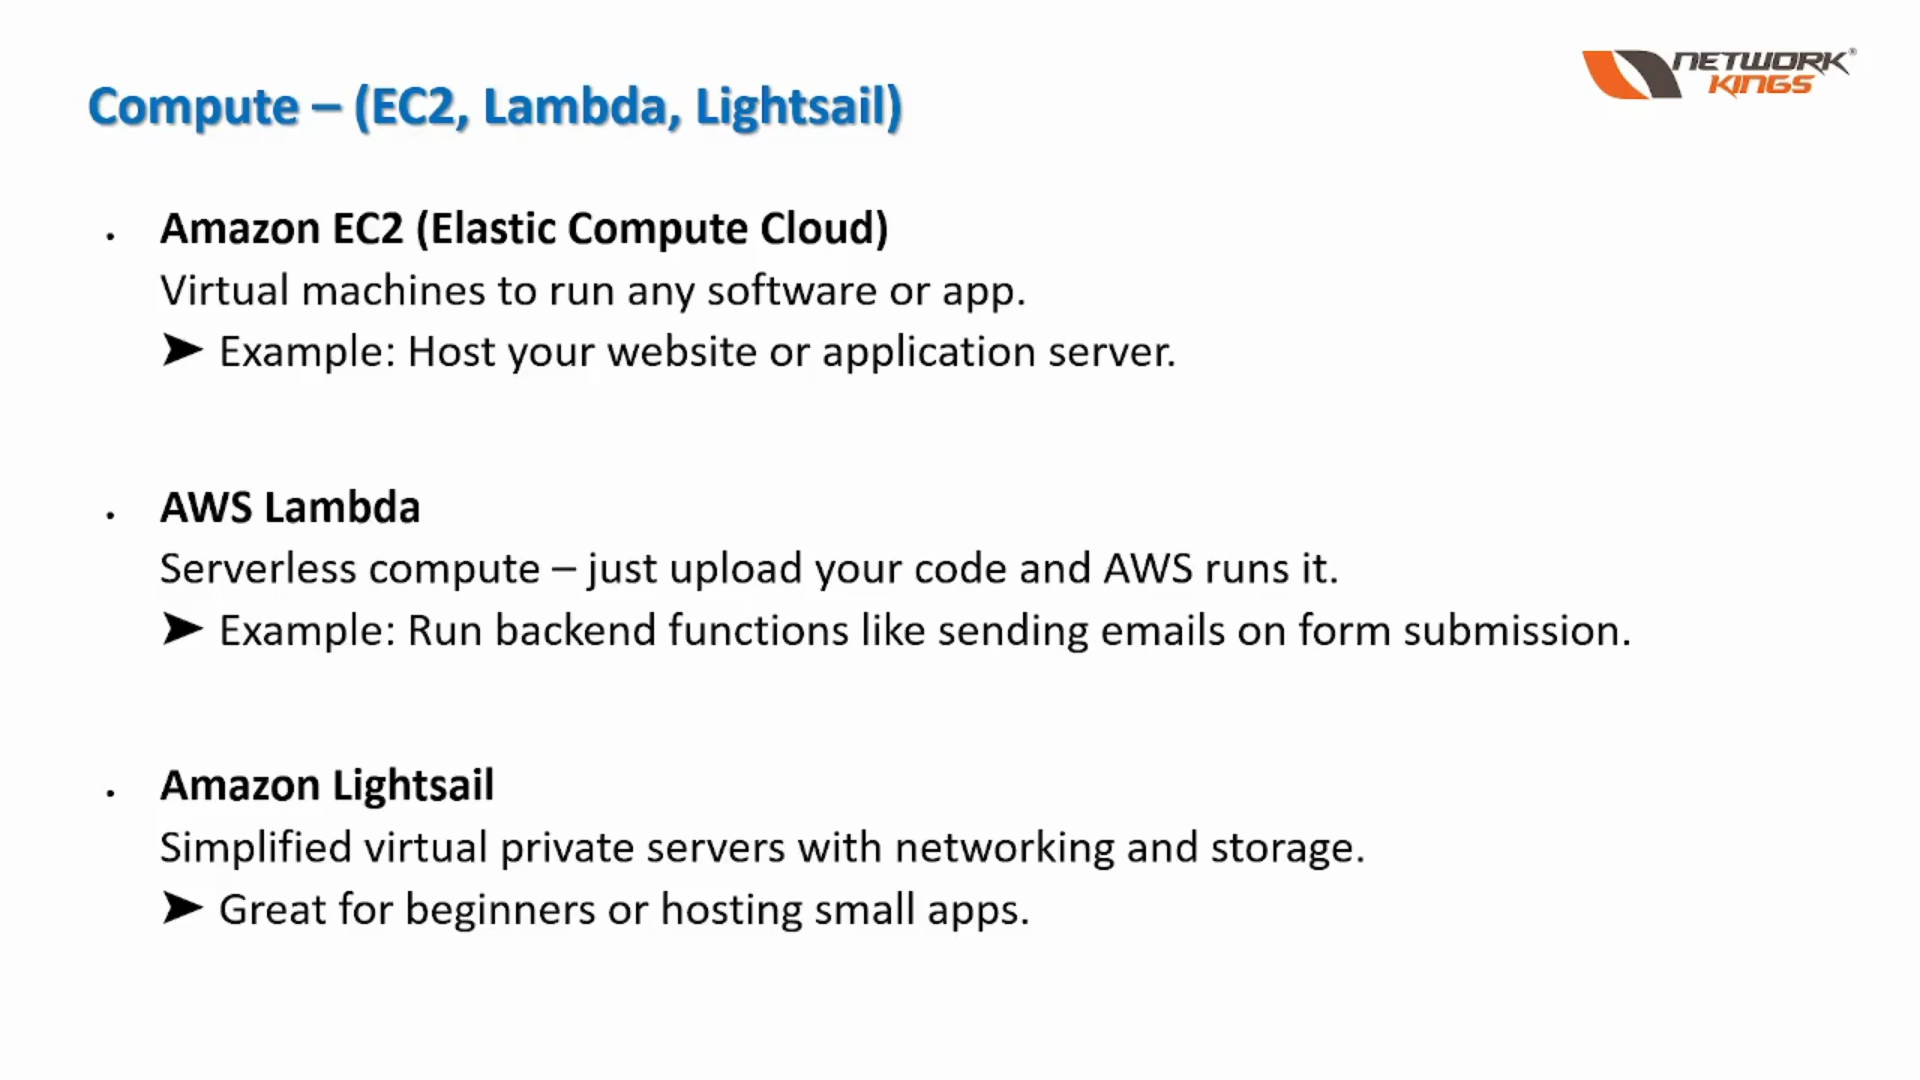 NETWORK®
KINGS
Compute – (EC2, Lambda, Lightsail)
• Amazon EC2 (Elastic Compute Cloud)
Virtual machines to run any software or app.
➤ Example: Host your website or application server.
• AWS Lambda
Serverless compute – just upload your code and AWS runs it.
➤ Example: Run backend functions like sending emails on form submission.
• Amazon Lightsail
Simplified virtual private servers with networking and storage.
➤ Great for beginners or hosting small apps.